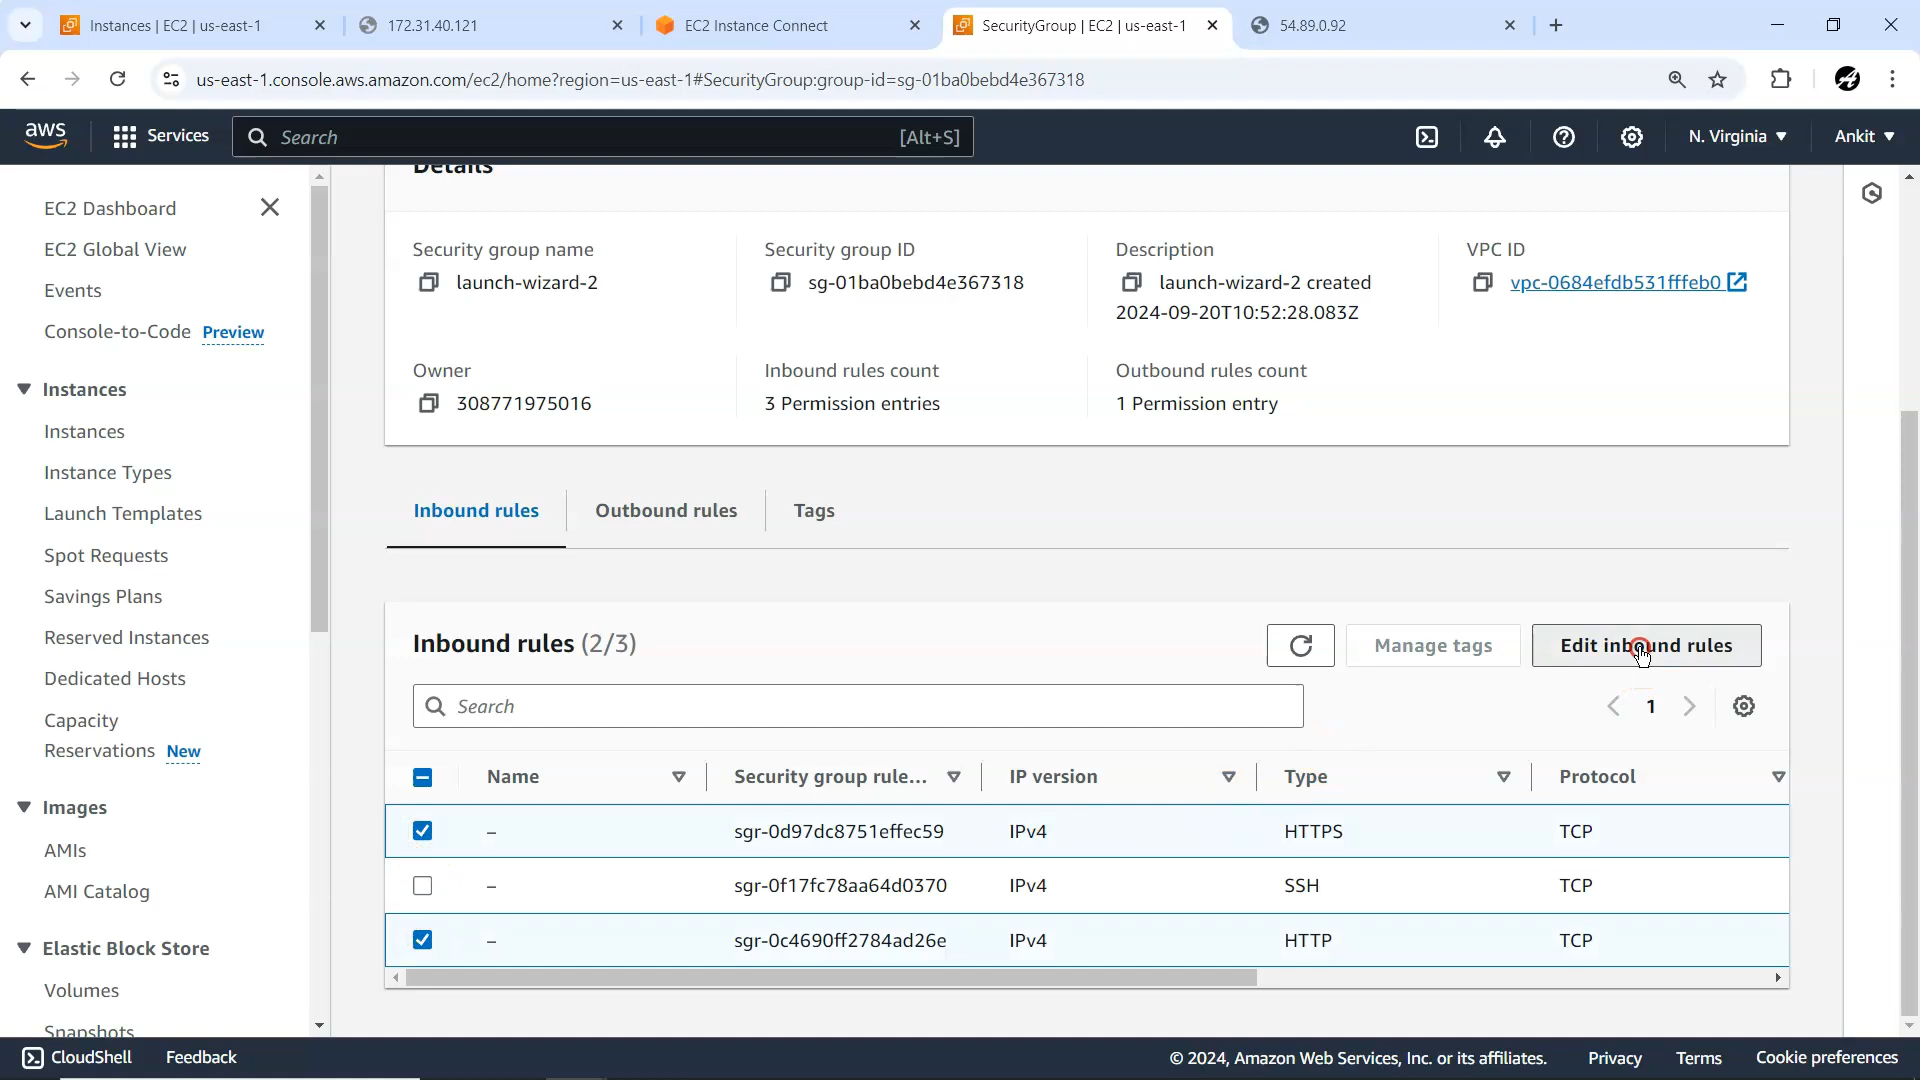 Instances | EC2 | us-east-1
172.31.40.121
EC2 Instance Connect
SecurityGroup | EC2 | us-east-1
54.89.0.92
us-east-1.console.aws.amazon.com/ec2/home?region=us-east-1#SecurityGroup:group-id=sg-01ba0bebd4e367318
aws
Services
Search
[Alt+S]
N. Virginia
Ankit
EC2 Dashboard
EC2 Global View
Events
Console-to-Code Preview
Instances
Instances
Instance Types
Launch Templates
Spot Requests
Savings Plans
Reserved Instances
Dedicated Hosts
Capacity
Reservations New
Images
AMIs
AMI Catalog
Elastic Block Store
Volumes
Snapshots
Details
Security group name
launch-wizard-2
Security group ID
sg-01ba0bebd4e367318
Description
launch-wizard-2 created
2024-09-20T10:52:28.083Z
VPC ID
vpc-0684efdb531fffeb0
Owner
308771975016
Inbound rules count
3 Permission entries
Outbound rules count
1 Permission entry
Inbound rules
Outbound rules
Tags
Inbound rules (2/3)
Manage tags
Edit inbound rules
Search
1
Name Security group rule... IP version Type Protocol
– sgr-0d97dc8751effec59 IPv4 HTTPS TCP
– sgr-0f17fc78aa64d0370 IPv4 SSH TCP
– sgr-0c4690ff2784ad26e IPv4 HTTP TCP
CloudShell
Feedback
© 2024, Amazon Web Services, Inc. or its affiliates.
Privacy
Terms
Cookie preferences